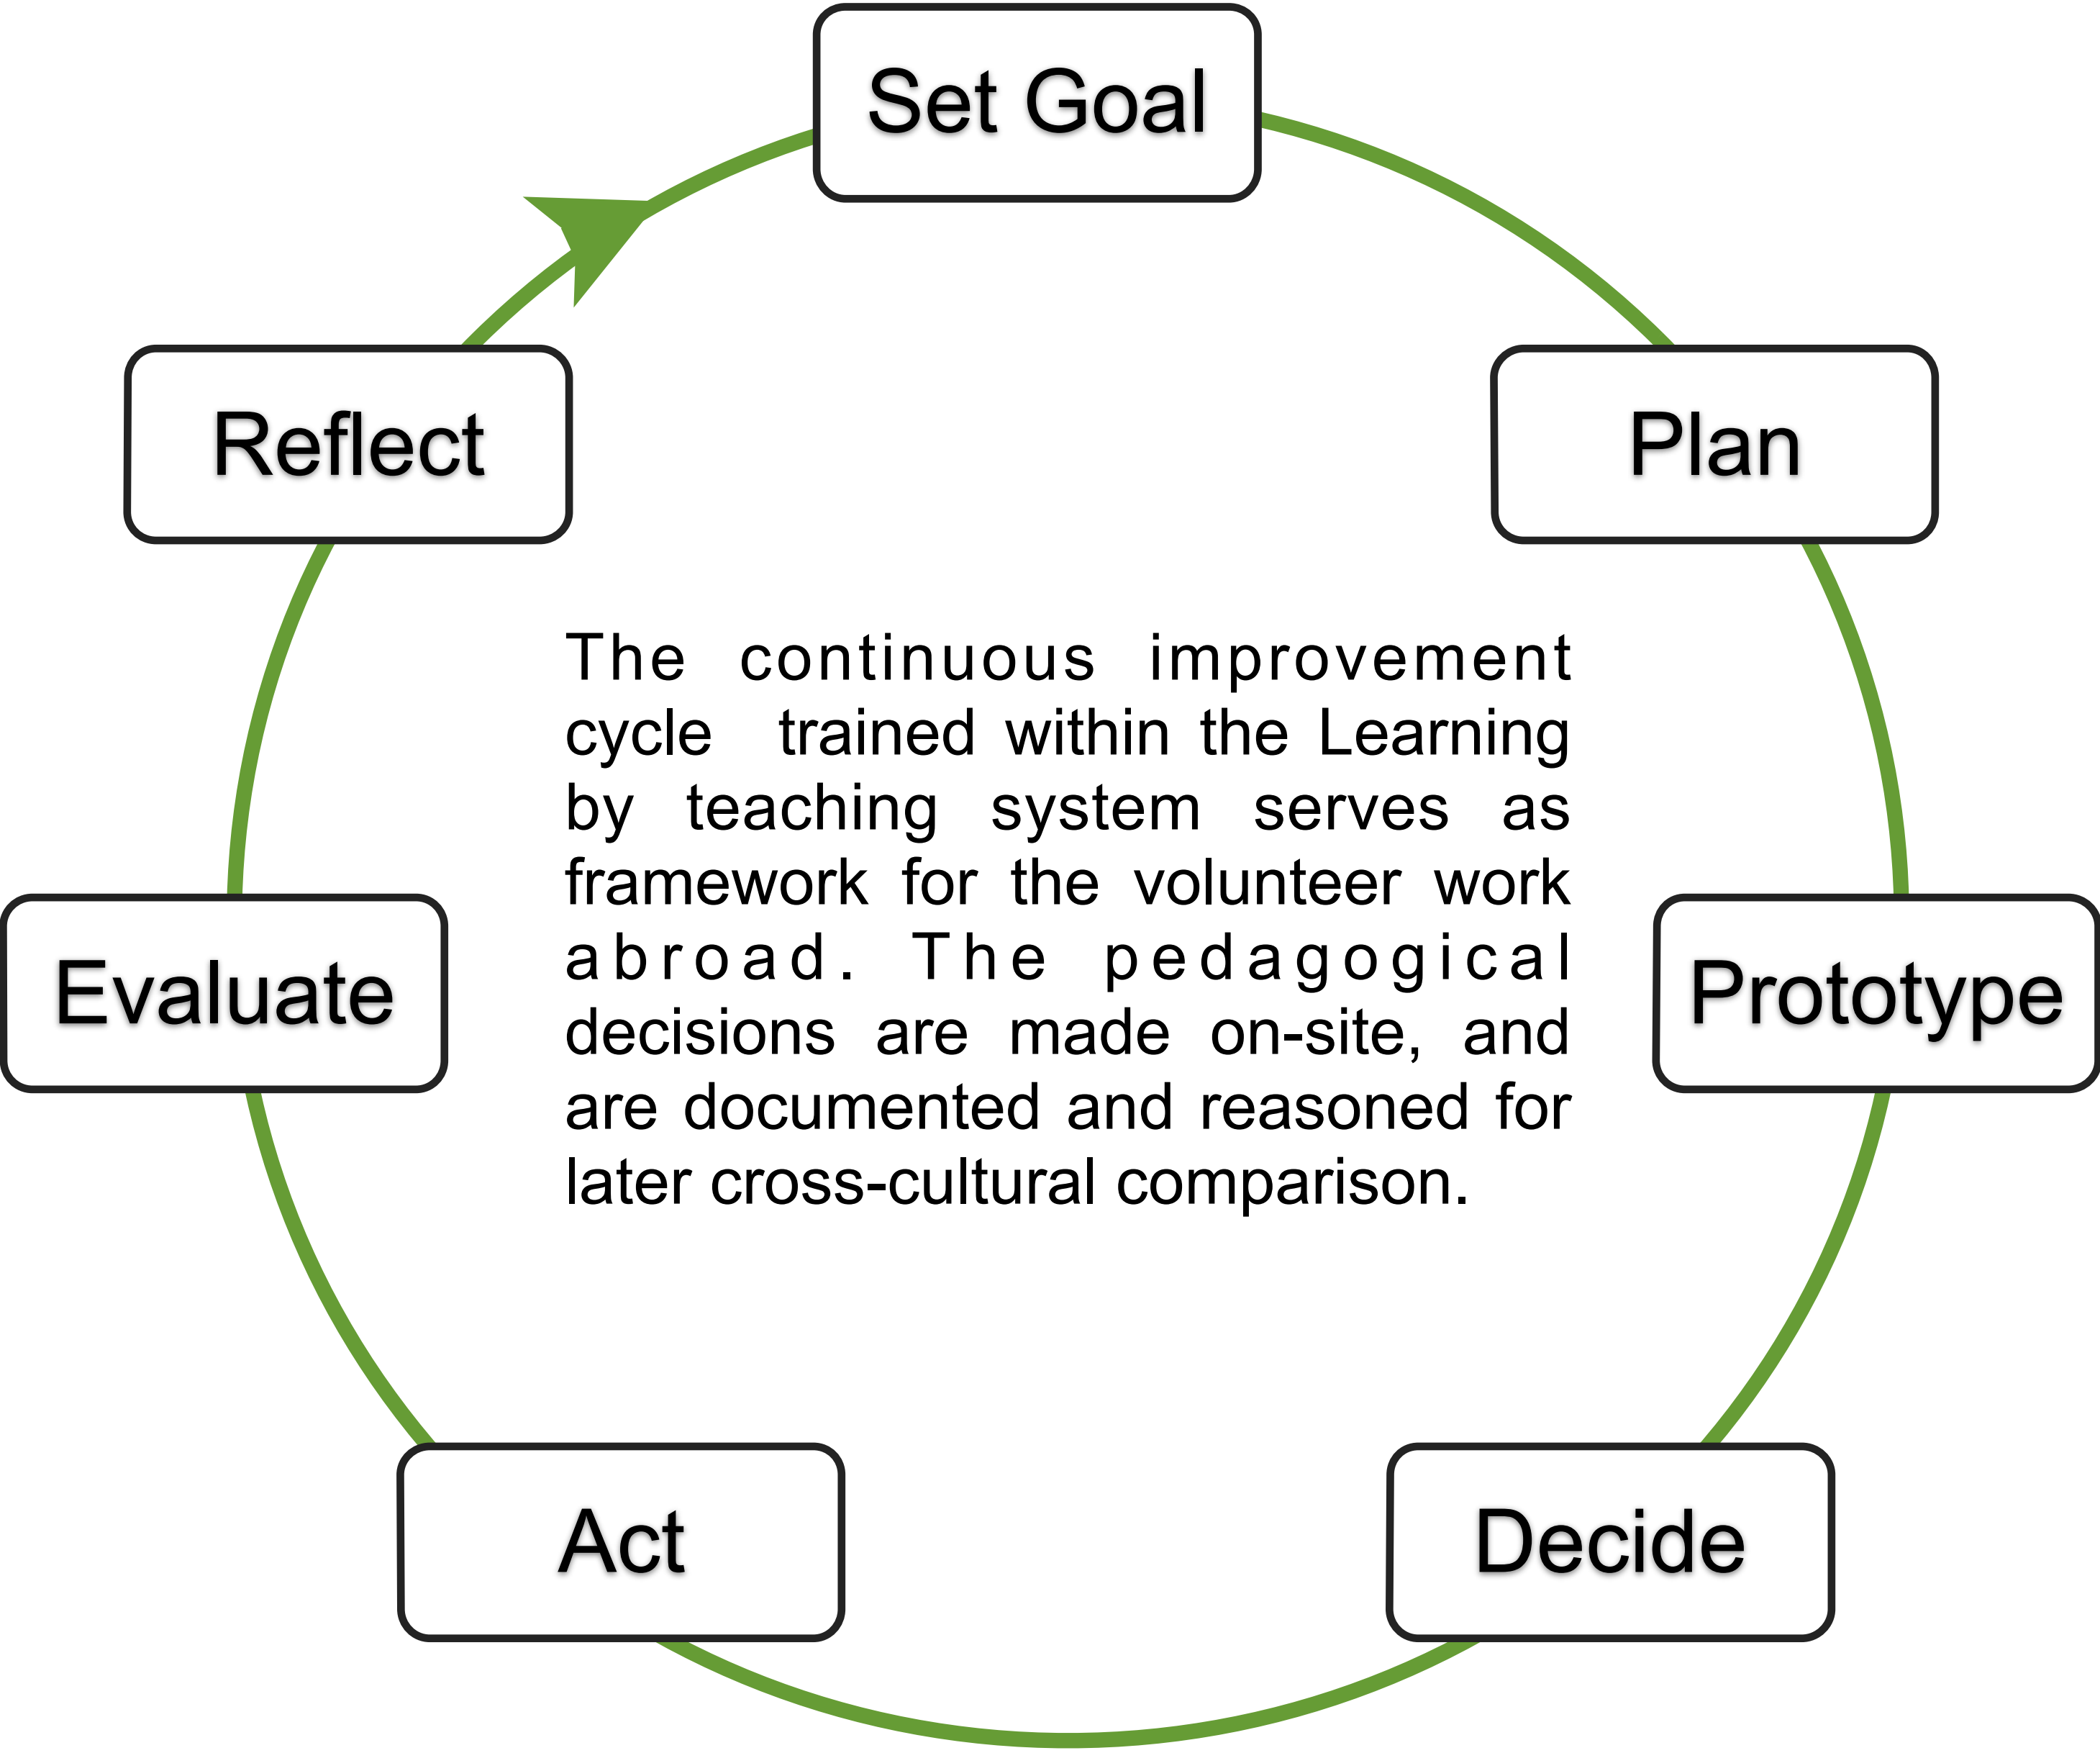 Set Goal
Reflect
Plan
The continuous improvement
cycle trained within the Learning
by teaching system serves as
framework for the volunteer work
abroad. The pedagogical
decisions are made on-site, and
are documented and reasoned for
later cross-cultural comparison.
Evaluate
Prototype
Act
Decide